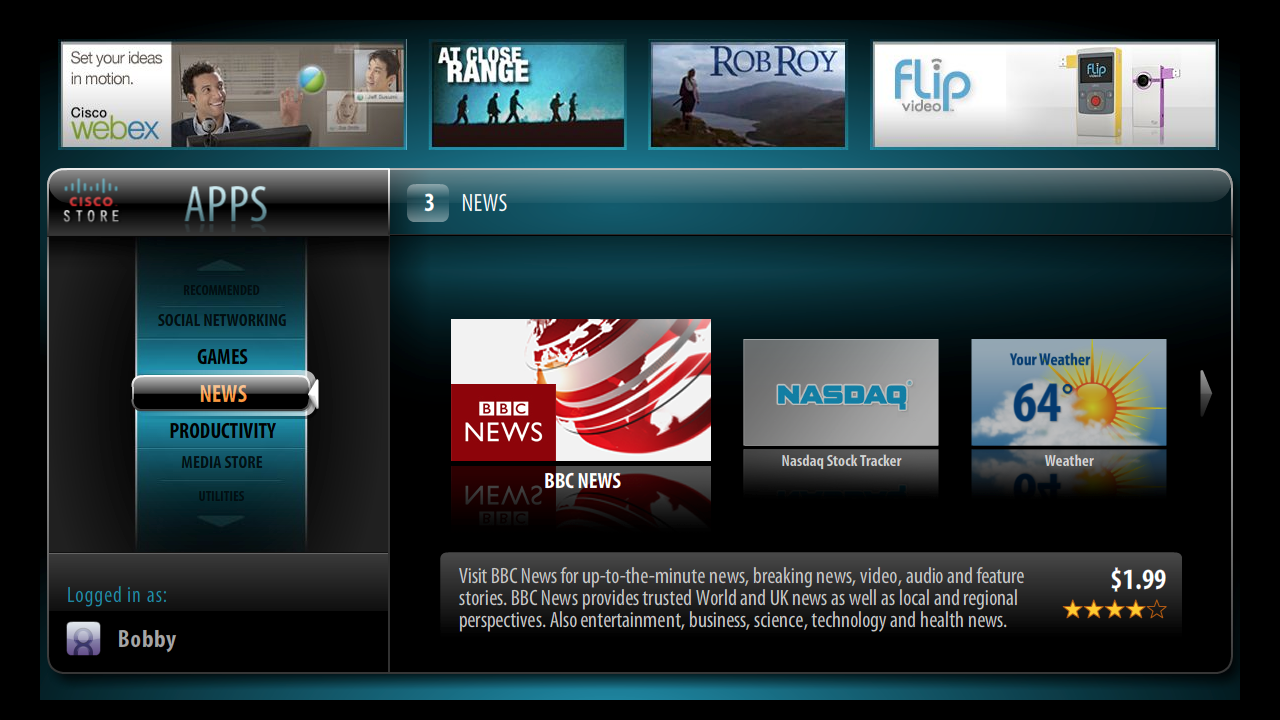 Set your ideas
in motion.
Cisco
webex
Jeff Susumi
AT CLOSE
RANGE
ROB ROY
flip
video
flip
CISCO
STORE
APPS
3 NEWS
RECOMMENDED
SOCIAL NETWORKING
GAMES
NEWS
PRODUCTIVITY
MEDIA STORE
UTILITIES
BBC
NEWS
BBC NEWS
NASDAQ
Nasdaq Stock Tracker
Your Weather
64°
Weather
Visit BBC News for up-to-the-minute news, breaking news, video, audio and feature
stories. BBC News provides trusted World and UK news as well as local and regional
perspectives. Also entertainment, business, science, technology and health news.
$1.99
Logged in as:
Bobby